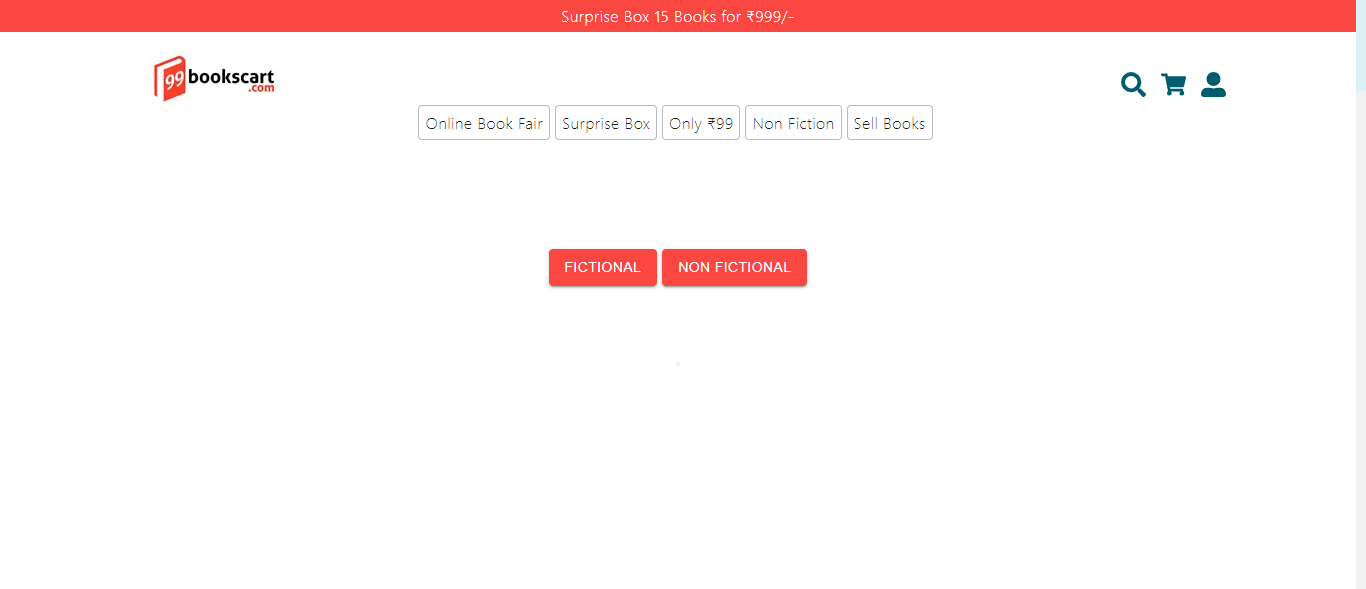 Surprise Box 15 Books for ₹999/-
99bookscart
.com
Online Book Fair Surprise Box Only ₹99 Non Fiction Sell Books
FICTIONAL NON FICTIONAL